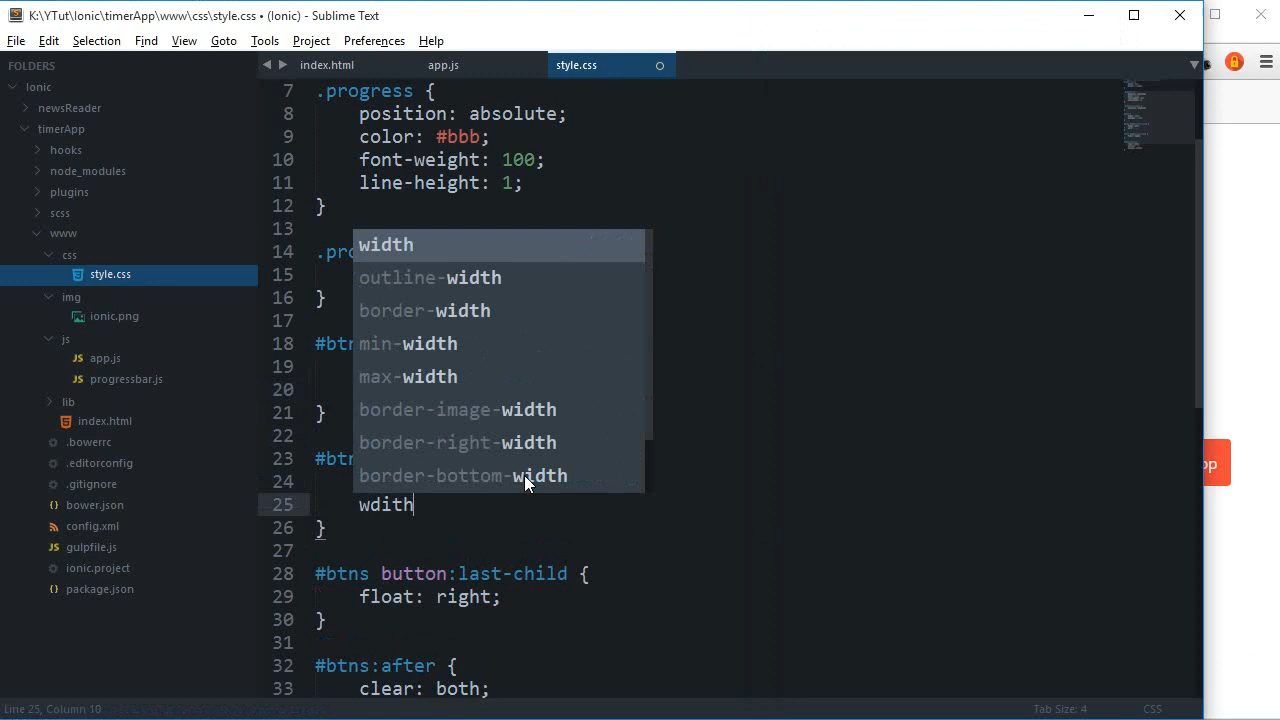 K:\YTut\Ionic\timerApp\www\css\style.css • (Ionic) - Sublime Text
File Edit Selection Find View Goto Tools Project Preferences Help
FOLDERS
Ionic
newsReader
timerApp
hooks
node_modules
plugins
scss
www
css
style.css
img
ionic.png
js
app.js
progressbar.js
lib
index.html
.bowerrc
.editorconfig
.gitignore
bower.json
config.xml
gulpfile.js
ionic.project
package.json
index.html app.js style.css
7 .progress {
8 position: absolute;
9 color: #bbb;
10 font-weight: 100;
11 line-height: 1;
12 }
13
14 .pro
15
16 }
17
18 #btn
19
20
21 }
22
23 #btn
24
25 wdith
26 }
27
28 #btns button:last-child {
29 float: right;
30 }
31
32 #btns:after {
33 clear: both;
width
outline-width
border-width
min-width
max-width
border-image-width
border-right-width
border-bottom-width
op
Line 25, Column 10 Tab Size: 4 CSS